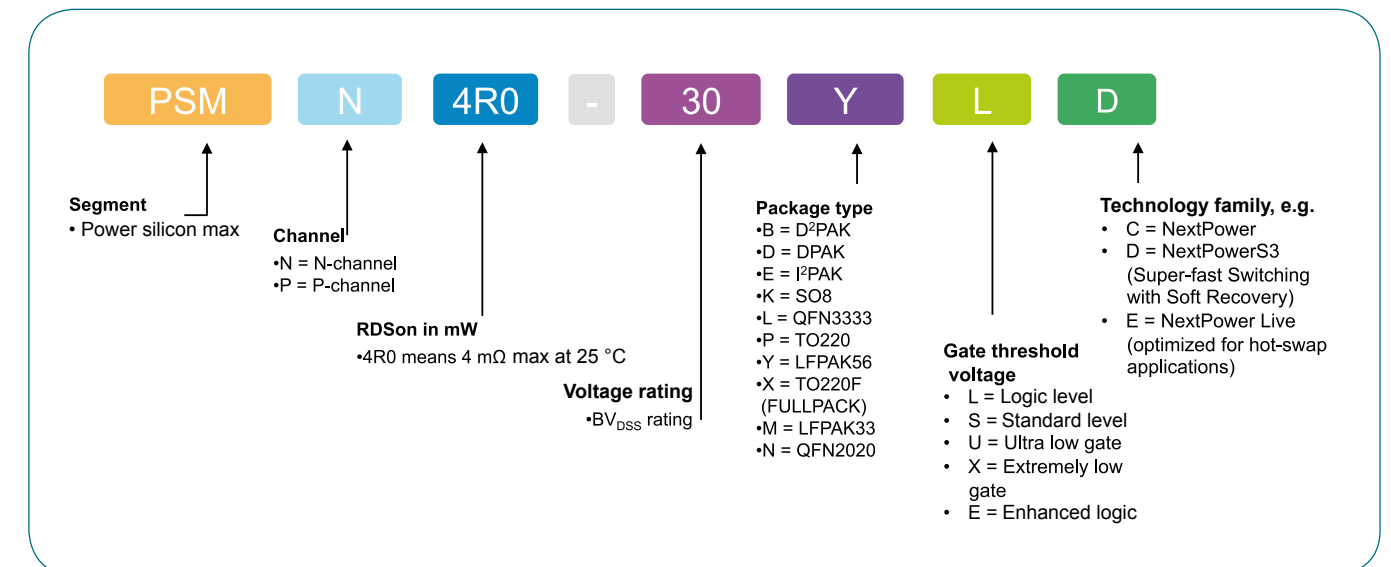 PSM N 4R0 - 30 Y L D
Segment
• Power silicon max
Channel
•N = N-channel
•P = P-channel
RDSon in mW
•4R0 means 4 mΩ max at 25 °C
Voltage rating
•BVDSS rating
Package type
•B = D²PAK
•D = DPAK
•E = I²PAK
•K = SO8
•L = QFN3333
•P = TO220
•Y = LFPAK56
•X = TO220F
(FULLPACK)
•M = LFPAK33
•N = QFN2020
Gate threshold
voltage
• L = Logic level
• S = Standard level
• U = Ultra low gate
• X = Extremely low
gate
• E = Enhanced logic
Technology family, e.g.
• C = NextPower
• D = NextPowerS3
(Super-fast Switching
with Soft Recovery)
• E = NextPower Live
(optimized for hot-swap
applications)